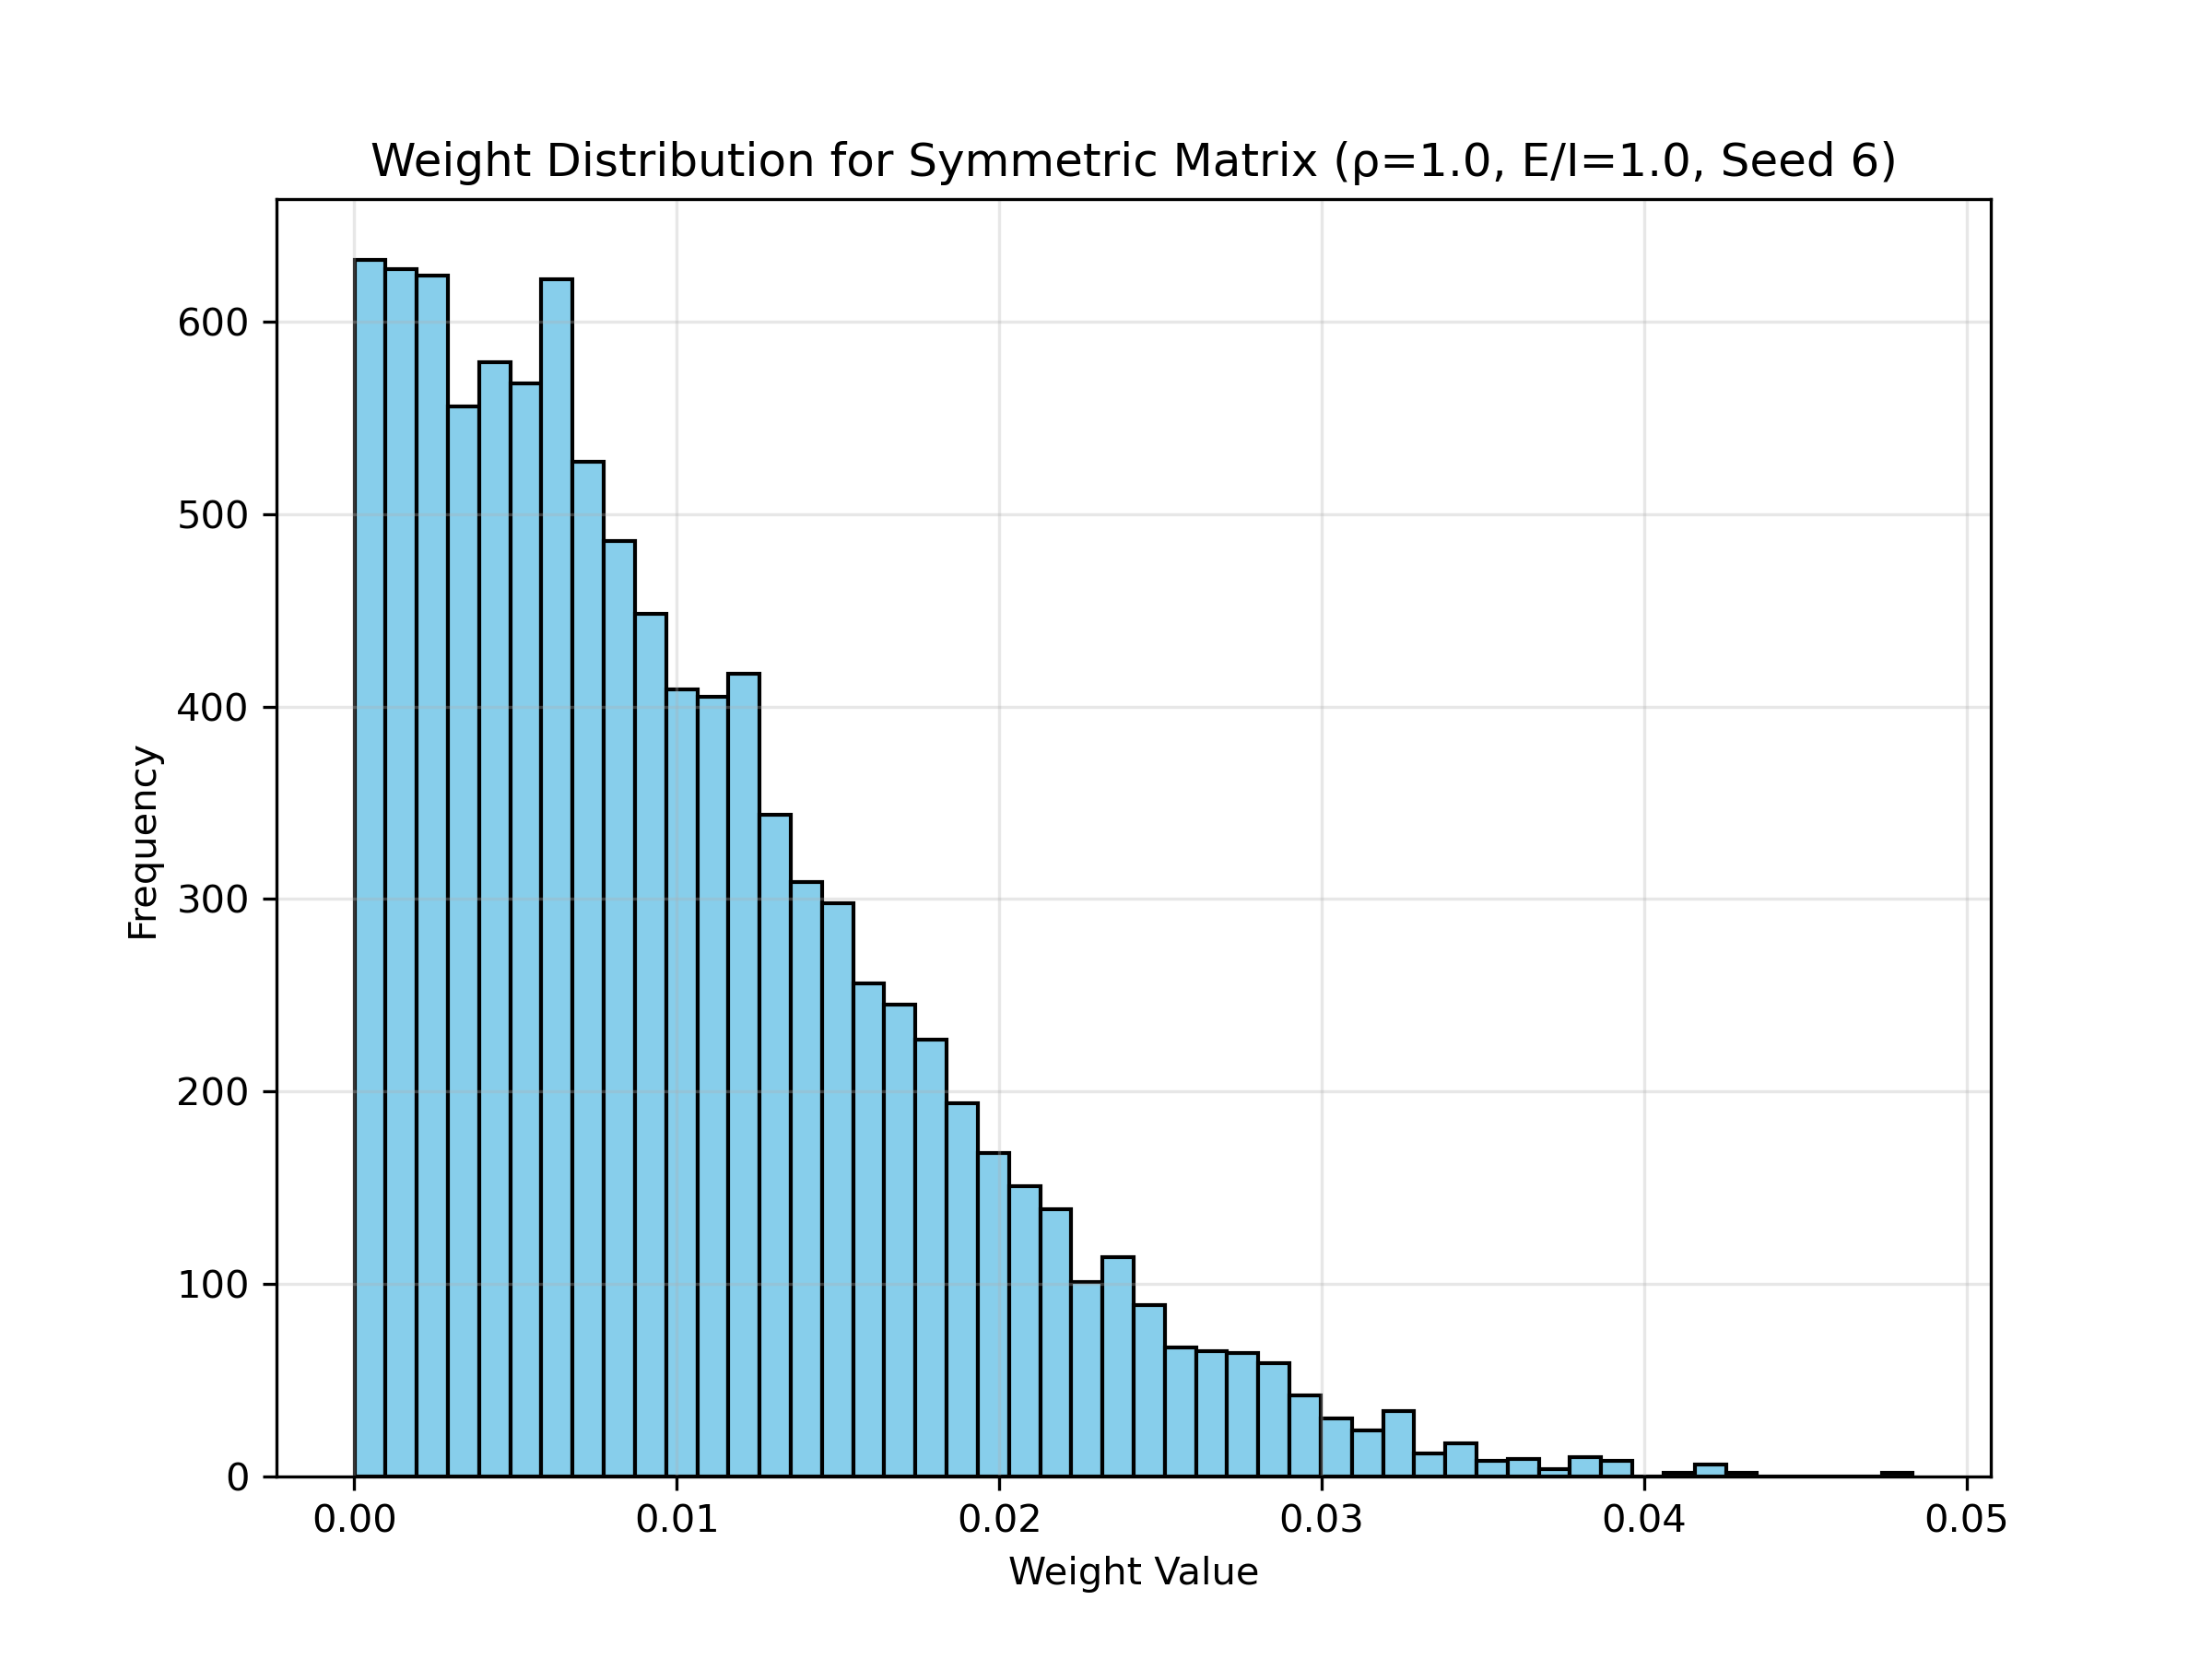 Weight Distribution for Symmetric Matrix (ρ=1.0, E/I=1.0, Seed 6)
Frequency
600
500
400
300
200
100
0
0.00 0.01 0.02 0.03 0.04 0.05
Weight Value